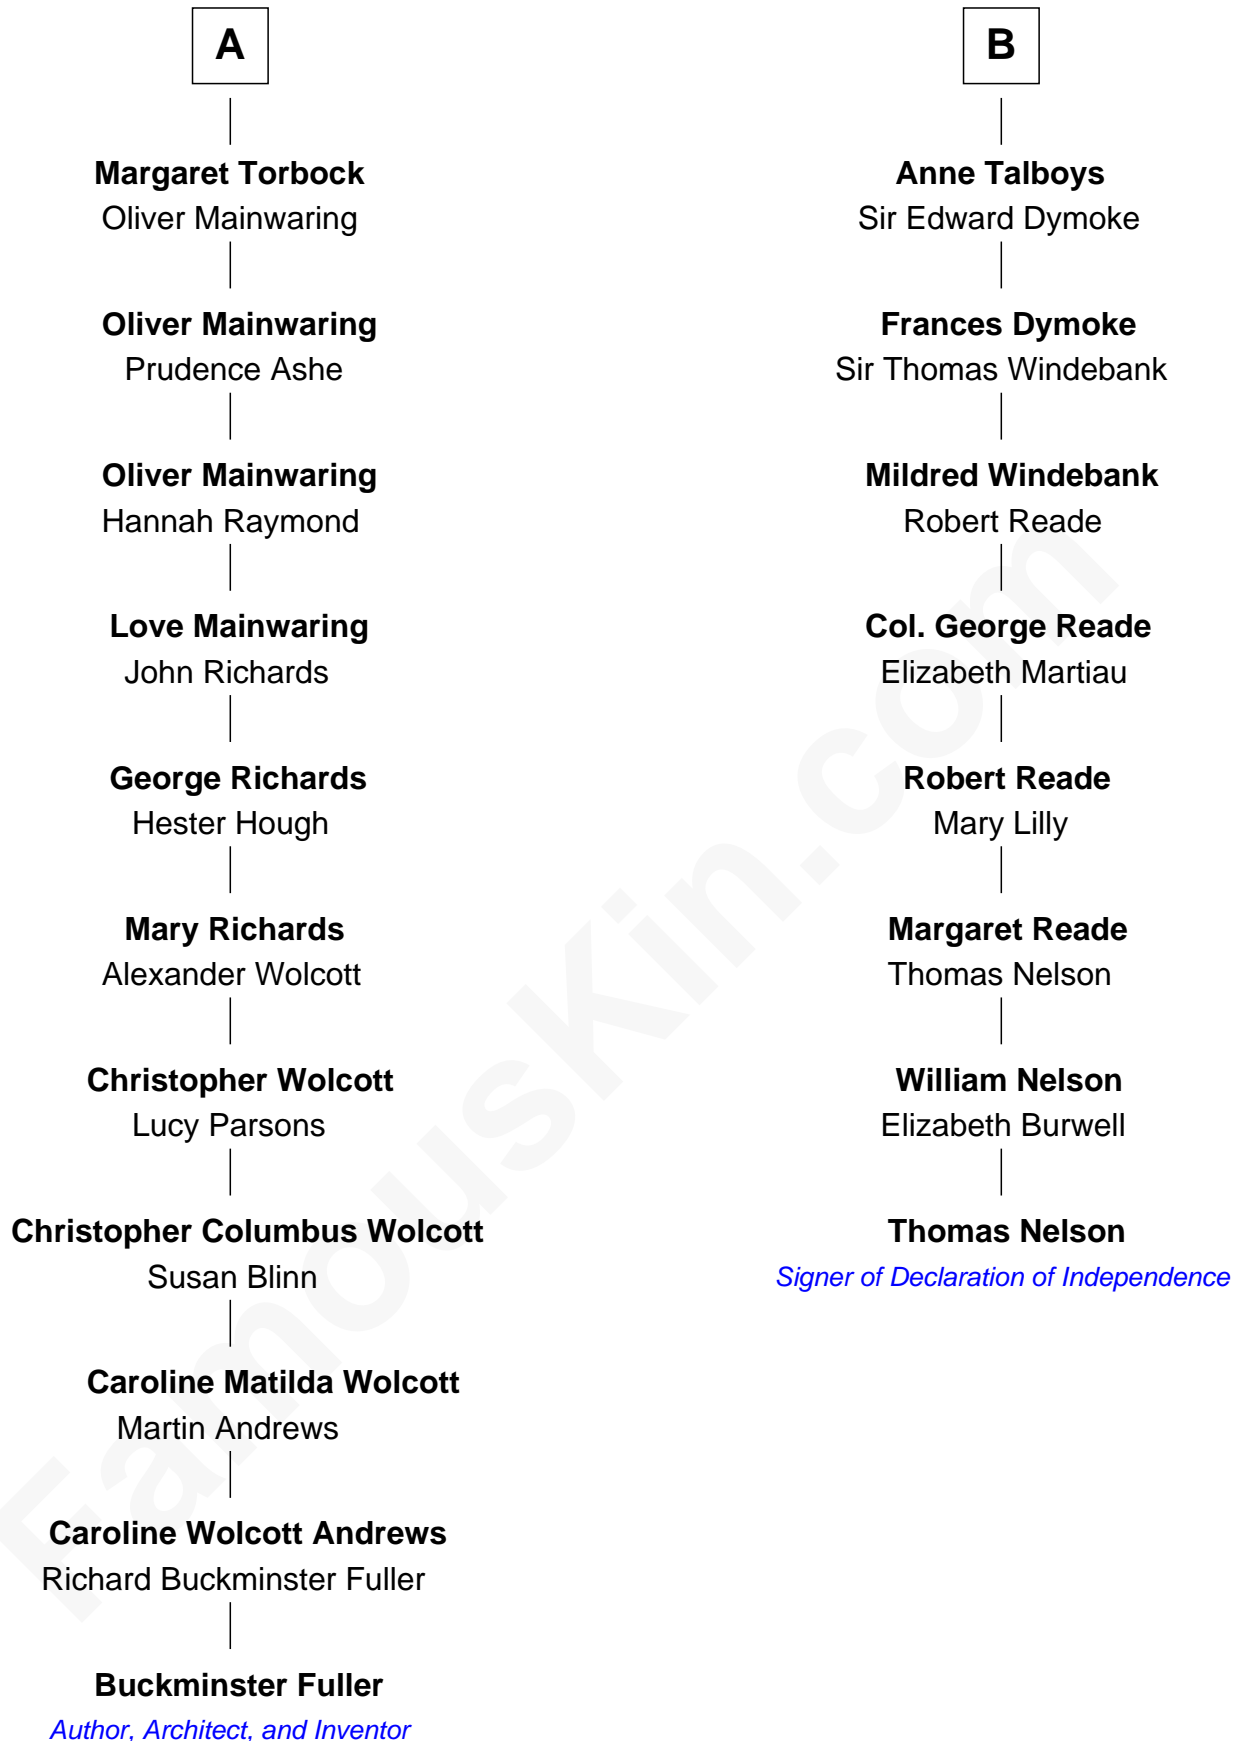 A
Margaret Torbock
Oliver Mainwaring
Oliver Mainwaring
Prudence Ashe
Oliver Mainwaring
Hannah Raymond
Love Mainwaring
John Richards
George Richards
Hester Hough
Mary Richards
Alexander Wolcott
Christopher Wolcott
Lucy Parsons
Christopher Columbus Wolcott
Susan Blinn
Caroline Matilda Wolcott
Martin Andrews
Caroline Wolcott Andrews
Richard Buckminster Fuller
Buckminster Fuller
Author, Architect, and Inventor
B
Anne Talboys
Sir Edward Dymoke
Frances Dymoke
Sir Thomas Windebank
Mildred Windebank
Robert Reade
Col. George Reade
Elizabeth Martiau
Robert Reade
Mary Lilly
Margaret Reade
Thomas Nelson
William Nelson
Elizabeth Burwell
Thomas Nelson
Signer of Declaration of Independence
FamousKin.com